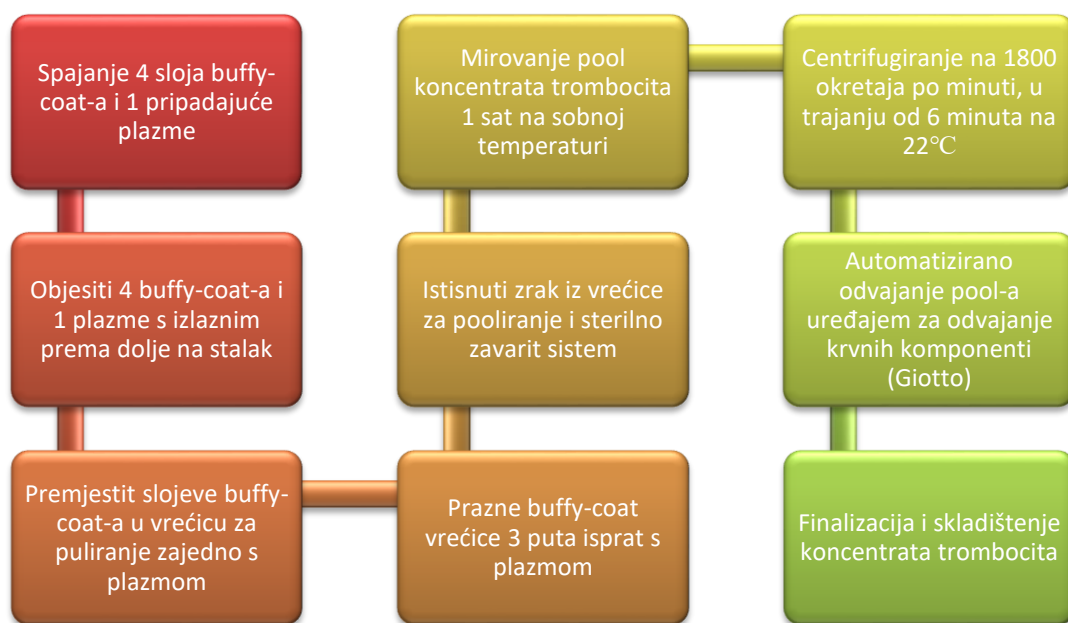 Spajanje 4 sloja buffy-
coat-a i 1 pripadajuće
plazme
Objesiti 4 buffy-coat-a i
1 plazme s izlaznim
prema dolje na stalak
Premjestit slojeve buffy-
coat-a u vrećicu za
puliranje zajedno s
plazmom
Prazne buffy-coat
vrećice 3 puta isprat s
plazmom
Istisnuti zrak iz vrećice
za pooliranje i sterilno
zavarit sistem
Mirovanje pool
koncentrata trombocita
1 sat na sobnoj
temperaturi
Centrifugiranje na 1800
okretaja po minuti, u
trajanju od 6 minuta na
22℃
Automatizirano
odvajanje pool-a
uređajem za odvajanje
krvnih komponenti
(Giotto)
Finalizacija i skladištenje
koncentrata trombocita